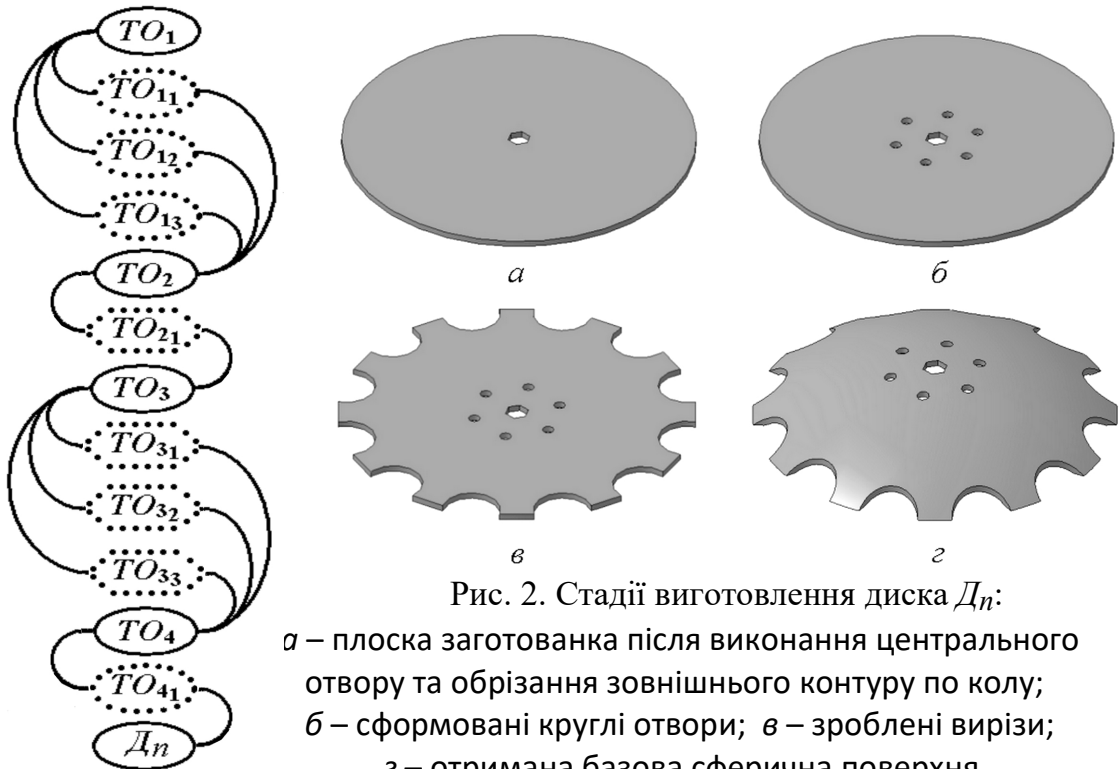 TO₁
TO₁₁
TO₁₂
TO₁₃
TO₂
TO₂₁
TO₃
TO₃₁
TO₃₂
TO₃₃
TO₄
TO₄₁
Дп
а
б
в
г
Рис. 2. Стадії виготовлення диска Дп:
а – плоска заготованка після виконання центрального
отвору та обрізання зовнішнього контуру по колу;
б – сформовані круглі отвори; в – зроблені вирізи;
г – отримана базова сферична поверхня